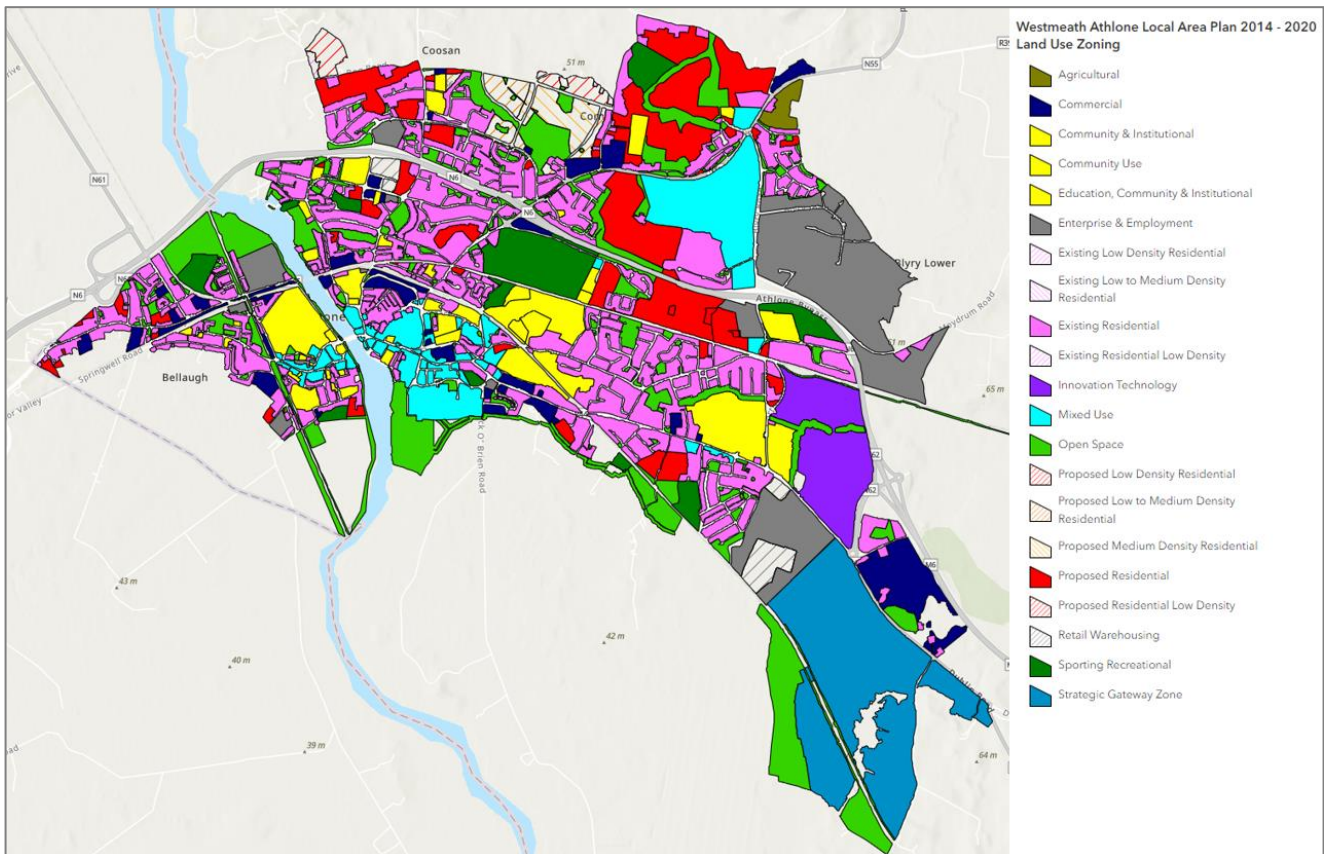 Westmeath Athlone Local Area Plan 2014 - 2020
Land Use Zoning
Agricultural
Commercial
Community & Institutional
Community Use
Education, Community & Institutional
Enterprise & Employment
Existing Low Density Residential
Existing Low to Medium Density
Residential
Existing Residential
Existing Residential Low Density
Innovation Technology
Mixed Use
Open Space
Proposed Low Density Residential
Proposed Low to Medium Density
Residential
Proposed Medium Density Residential
Proposed Residential
Proposed Residential Low Density
Retail Warehousing
Sporting Recreational
Strategic Gateway Zone
Coosan
51 m
N55
N61
N6
N6
N6
Blyry Lower
Athlone Bypass
51 m
Springwell Road
Bellaugh
65 m
M6
43 m
42 m
40 m
39 m
64 m